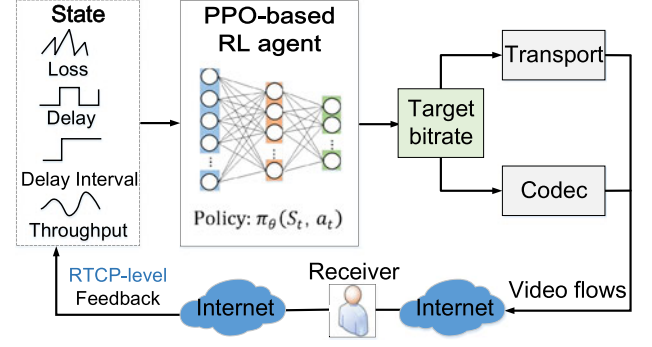 State
Loss
Delay
Delay Interval
Throughput
PPO-based
RL agent
Policy: πθ(St, at)
Target
bitrate
Transport
Codec
RTCP-level
Feedback
Internet
Receiver
Internet
Video flows